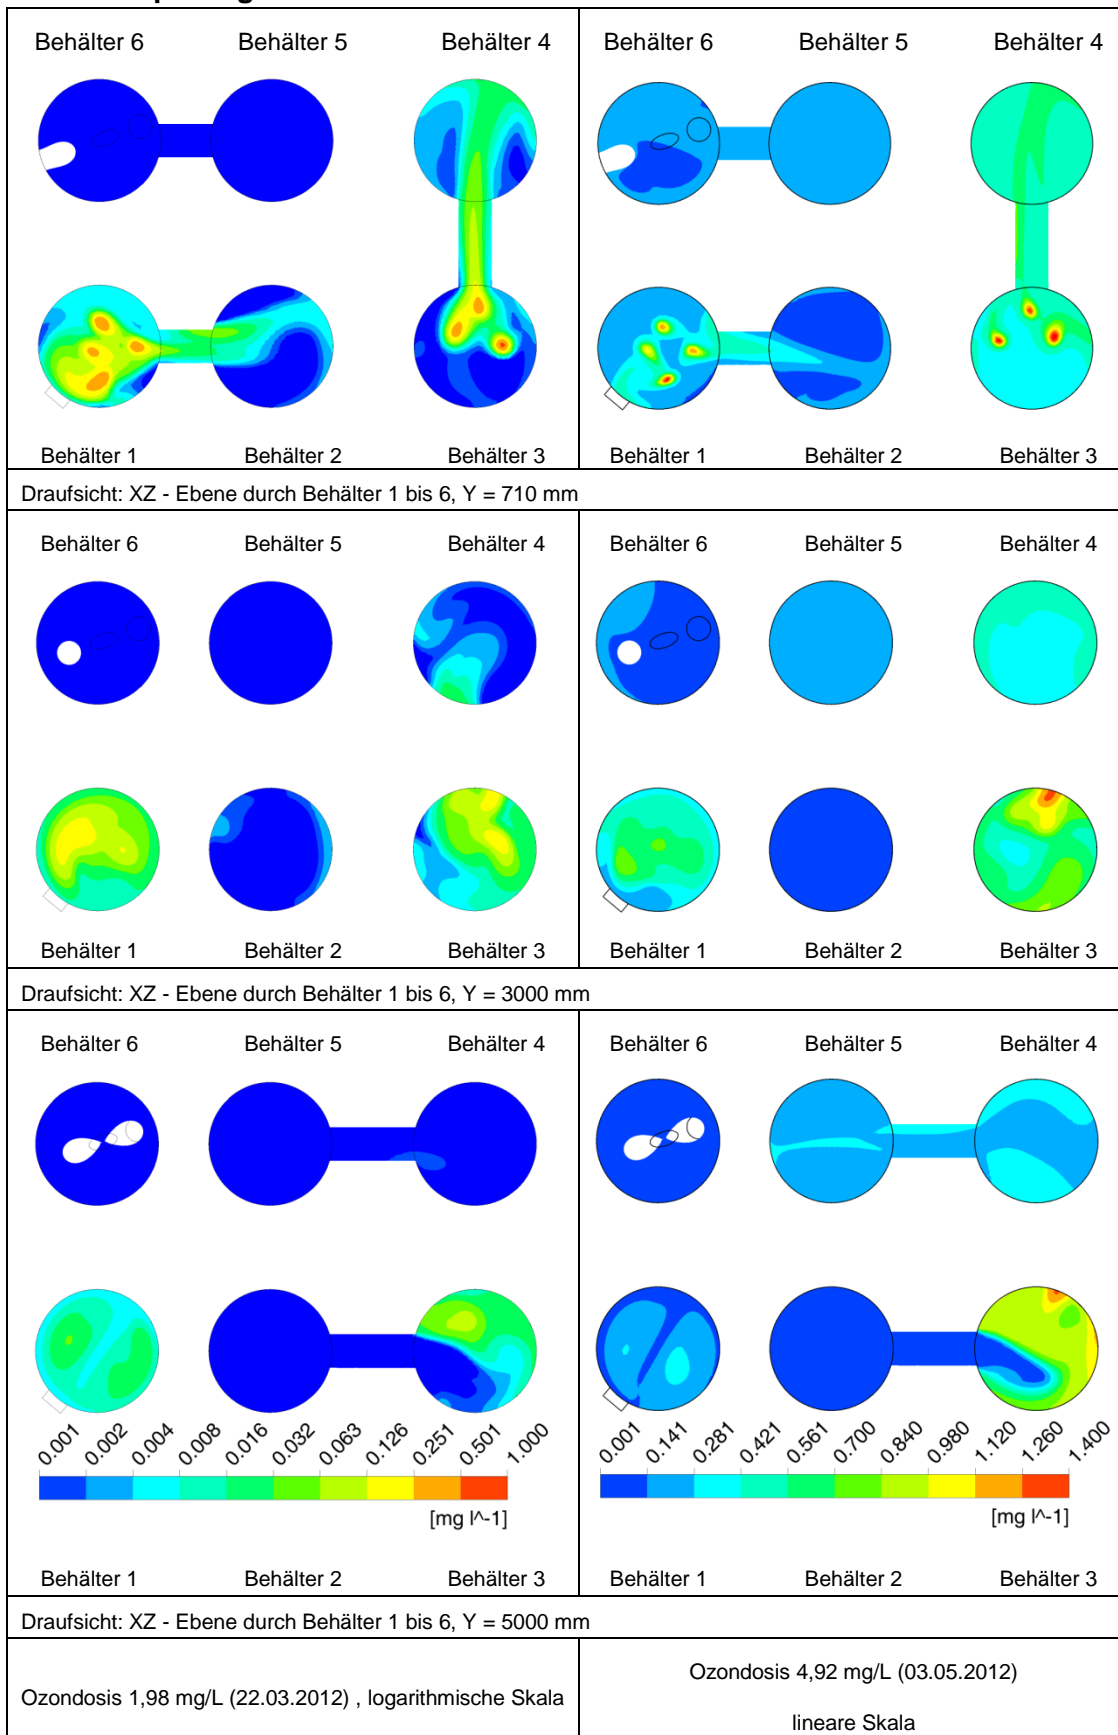 Behälter 6 Behälter 5 Behälter 4
Behälter 6 Behälter 5 Behälter 4
Behälter 1 Behälter 2 Behälter 3
Behälter 1 Behälter 2 Behälter 3
Draufsicht: XZ - Ebene durch Behälter 1 bis 6, Y = 710 mm
Behälter 6 Behälter 5 Behälter 4
Behälter 6 Behälter 5 Behälter 4
Behälter 1 Behälter 2 Behälter 3
Behälter 1 Behälter 2 Behälter 3
Draufsicht: XZ - Ebene durch Behälter 1 bis 6, Y = 3000 mm
Behälter 6 Behälter 5 Behälter 4
Behälter 6 Behälter 5 Behälter 4
0.001 0.002 0.004 0.008 0.016 0.032 0.063 0.126 0.251 0.501 1.000
[mg l^-1]
0.001 0.141 0.281 0.421 0.561 0.700 0.840 0.980 1.120 1.260 1.400
[mg l^-1]
Behälter 1 Behälter 2 Behälter 3
Behälter 1 Behälter 2 Behälter 3
Draufsicht: XZ - Ebene durch Behälter 1 bis 6, Y = 5000 mm
Ozondosis 1,98 mg/L (22.03.2012) , logarithmische Skala
Ozondosis 4,92 mg/L (03.05.2012)
lineare Skala